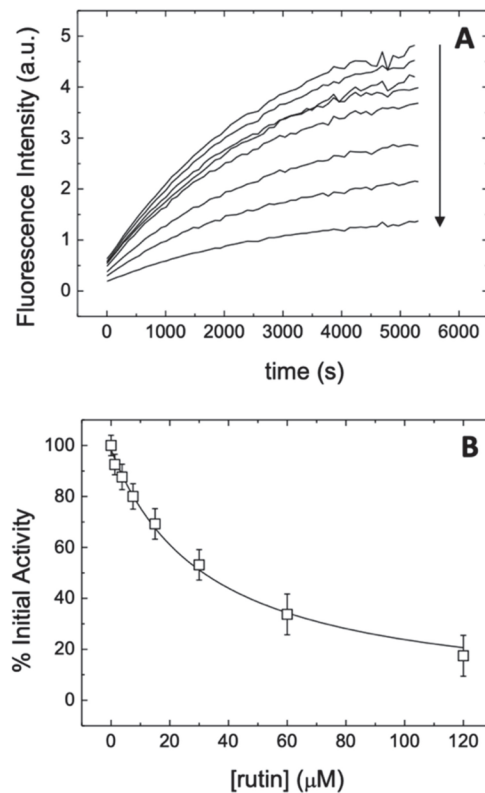 A
Fluorescence Intensity (a.u.)
5
4
3
2
1
0
0 1000 2000 3000 4000 5000 6000
time (s)
B
% Initial Activity
100
80
60
40
20
0
0 20 40 60 80 100 120
[rutin] (μM)